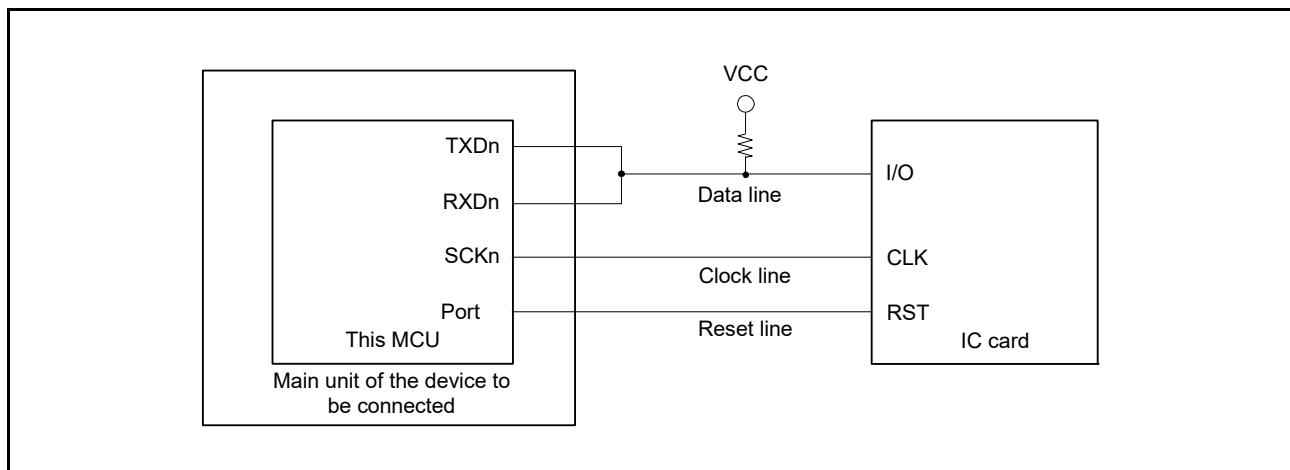 VCC
TXDn
I/O
Data line
RXDn
SCKn
CLK
Clock line
Port
RST
Reset line
This MCU
IC card
Main unit of the device to
be connected